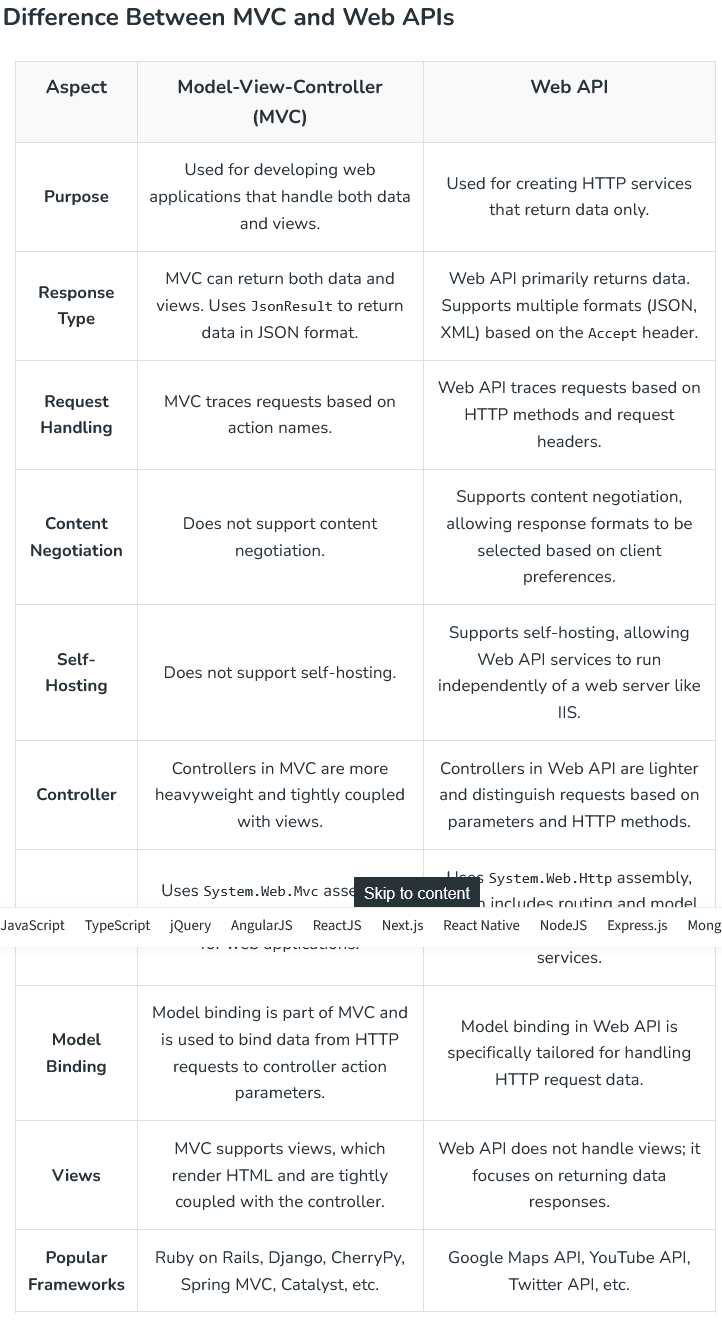 Difference Between MVC and Web APIs
Aspect
Model-View-Controller
(MVC)
Web API
Purpose
Used for developing web
applications that handle both data
and views.
Used for creating HTTP services
that return data only.
Response
Type
MVC can return both data and
views. Uses JsonResult to return
data in JSON format.
Web API primarily returns data.
Supports multiple formats (JSON,
XML) based on the Accept header.
Request
Handling
MVC traces requests based on
action names.
Web API traces requests based on
HTTP methods and request
headers.
Content
Negotiation
Does not support content
negotiation.
Supports content negotiation,
allowing response formats to be
selected based on client
preferences.
Self-
Hosting
Does not support self-hosting.
Supports self-hosting, allowing
Web API services to run
independently of a web server like
IIS.
Controller
Controllers in MVC are more
heavyweight and tightly coupled
with views.
Controllers in Web API are lighter
and distinguish requests based on
parameters and HTTP methods.
Uses System.Web.Mvc
Uses System.Web.Http assembly,
Skip to content
includes routing and model
JavaScript TypeScript jQuery AngularJS ReactJS Next.js React Native NodeJS Express.js Mong
for web applications.
services.
Model
Binding
Model binding is part of MVC and
is used to bind data from HTTP
requests to controller action
parameters.
Model binding in Web API is
specifically tailored for handling
HTTP request data.
Views
MVC supports views, which
render HTML and are tightly
coupled with the controller.
Web API does not handle views; it
focuses on returning data
responses.
Popular
Frameworks
Ruby on Rails, Django, CherryPy,
Spring MVC, Catalyst, etc.
Google Maps API, YouTube API,
Twitter API, etc.